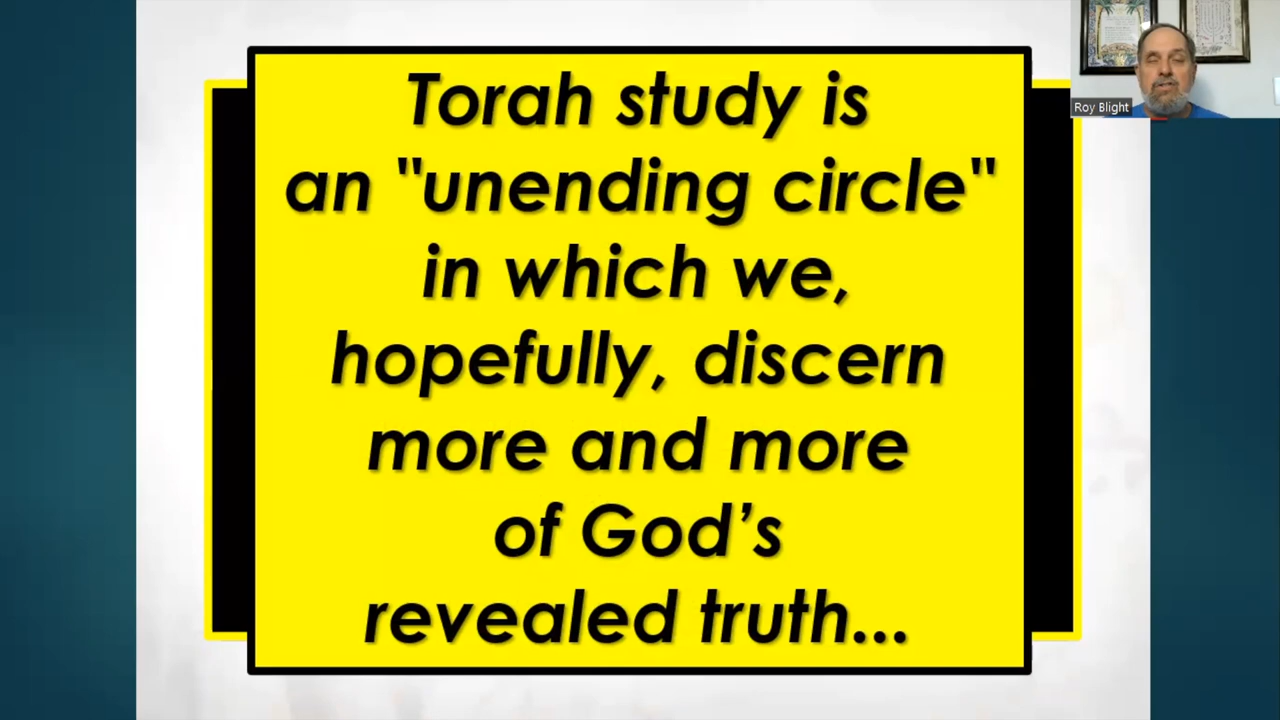 Torah study is
an "unending circle"
in which we,
hopefully, discern
more and more
of God’s
revealed truth...
Roy Blight